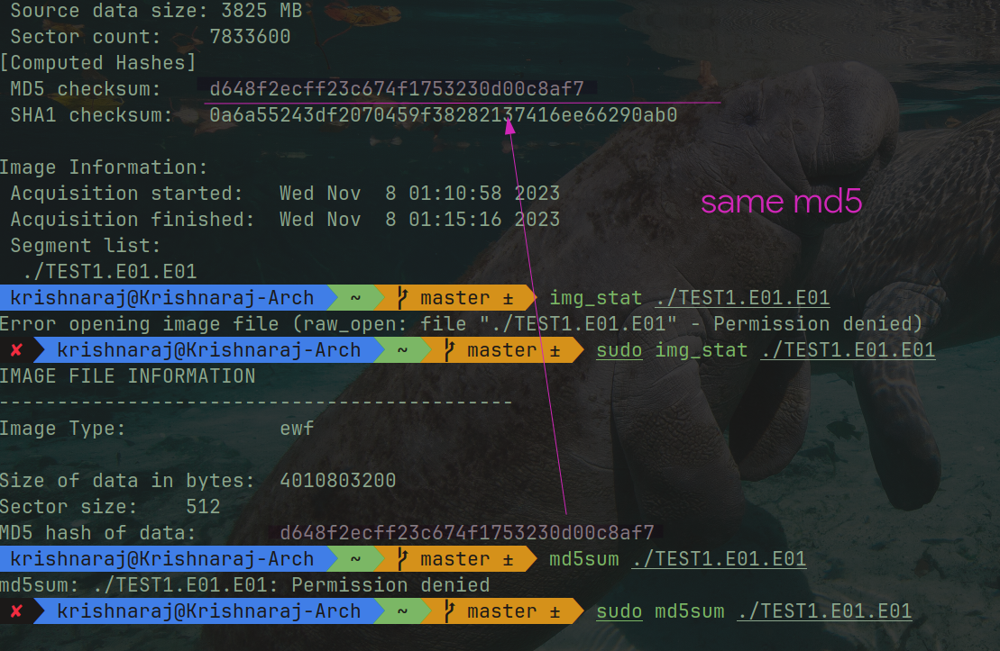 Source data size: 3825 MB
Sector count: 7833600
[Computed Hashes]
MD5 checksum: d648f2ecff23c674f1753230d00c8af7
SHA1 checksum: 0a6a55243df2070459f38282137416ee66290ab0
Image Information:
Acquisition started: Wed Nov 8 01:10:58 2023
same md5
Acquisition finished: Wed Nov 8 01:15:16 2023
Segment list:
./TEST1.E01.E01
krishnaraj@Krishnaraj-Arch ~ master ± img_stat ./TEST1.E01.E01
Error opening image file (raw_open: file "./TEST1.E01.E01" - Permission denied)
✘ krishnaraj@Krishnaraj-Arch ~ master ± sudo img_stat ./TEST1.E01.E01
IMAGE FILE INFORMATION
--------------------------------------------
Image Type: ewf
Size of data in bytes: 4010803200
Sector size: 512
MD5 hash of data: d648f2ecff23c674f1753230d00c8af7
krishnaraj@Krishnaraj-Arch ~ master ± md5sum ./TEST1.E01.E01
md5sum: ./TEST1.E01.E01: Permission denied
✘ krishnaraj@Krishnaraj-Arch ~ master ± sudo md5sum ./TEST1.E01.E01